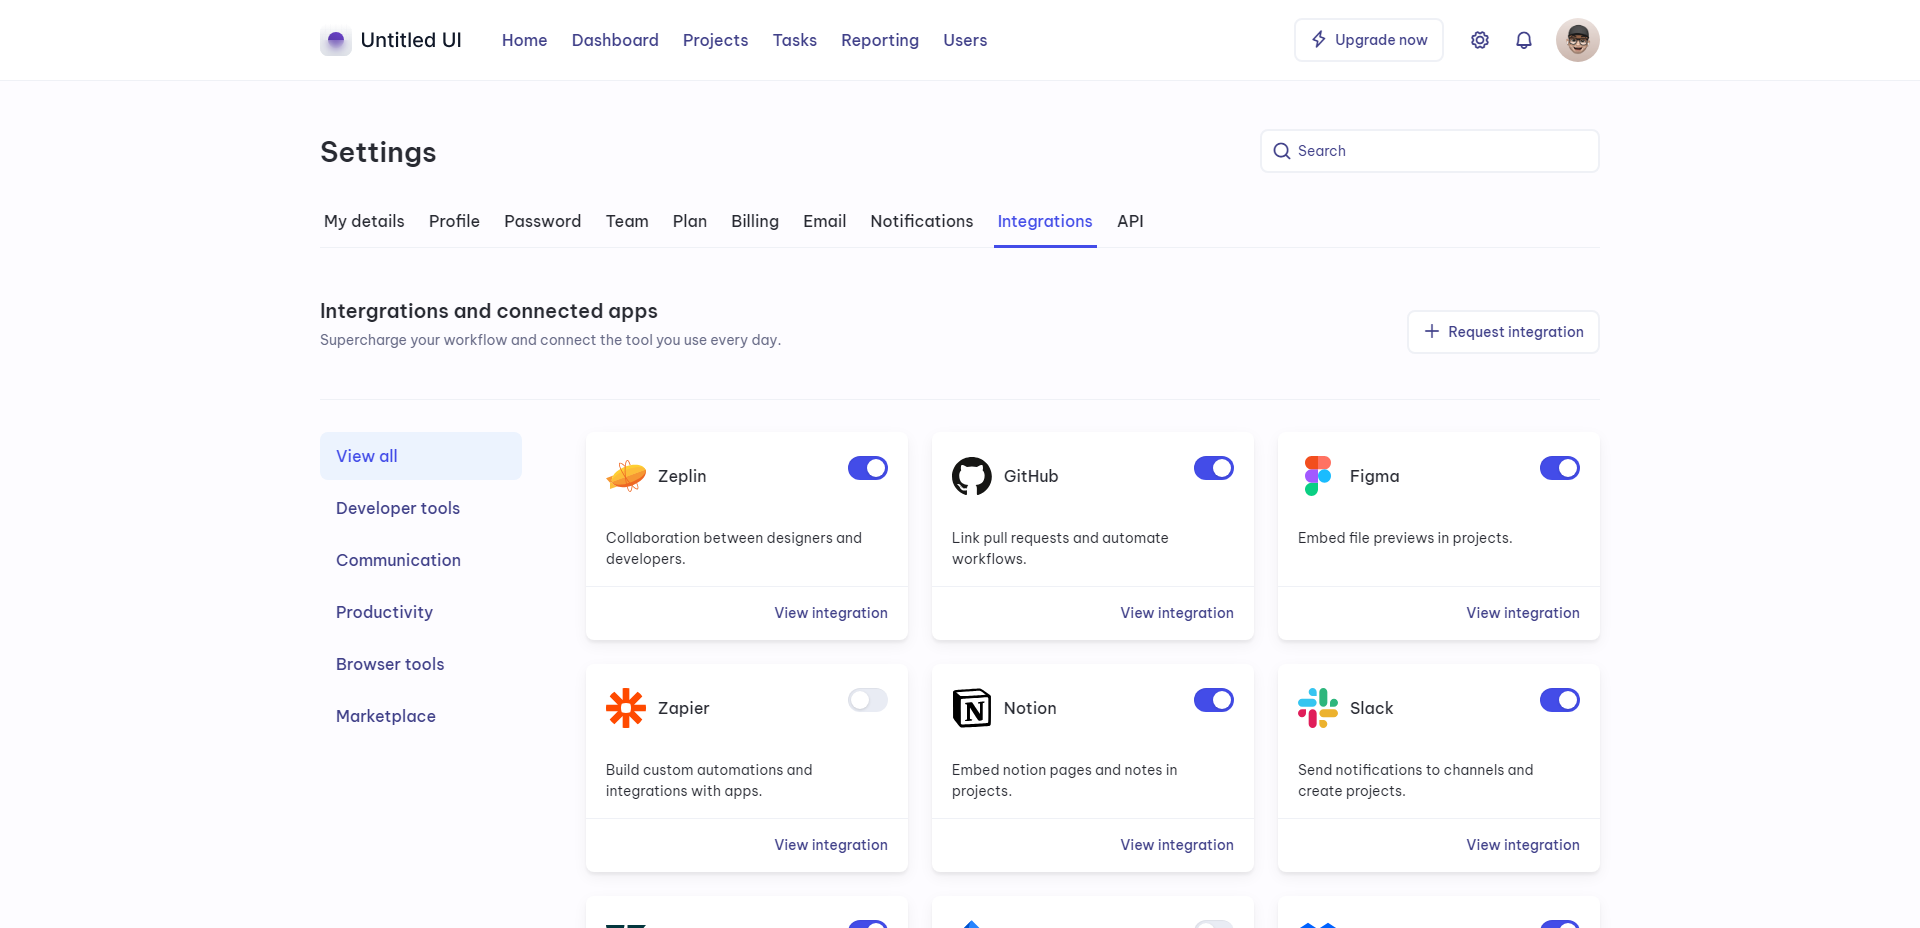 Untitled UI
Home
Dashboard
Projects
Tasks
Reporting
Users
Upgrade now
Settings
Search
My details
Profile
Password
Team
Plan
Billing
Email
Notifications
Integrations
API
Intergrations and connected apps
Supercharge your workflow and connect the tool you use every day.
Request integration
View all
Developer tools
Communication
Productivity
Browser tools
Marketplace
Zeplin
Collaboration between designers and
developers.
View integration
GitHub
Link pull requests and automate
workflows.
View integration
Figma
Embed file previews in projects.
View integration
Zapier
Build custom automations and
integrations with apps.
View integration
Notion
Embed notion pages and notes in
projects.
View integration
Slack
Send notifications to channels and
create projects.
View integration